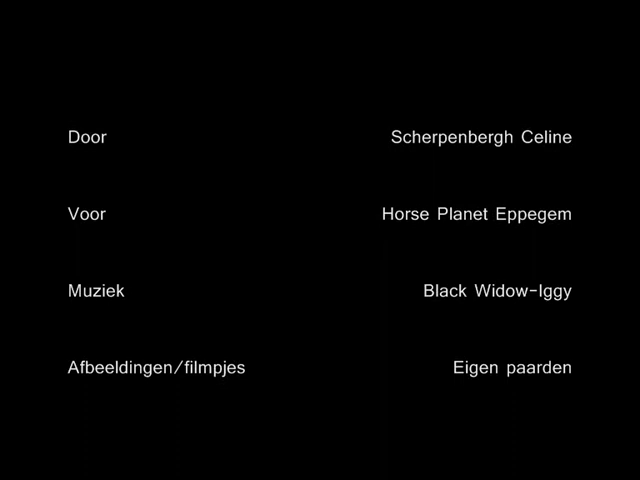 Door Scherpenbergh Celine
Voor Horse Planet Eppegem
Muziek Black Widow-Iggy
Afbeeldingen/filmpjes Eigen paarden